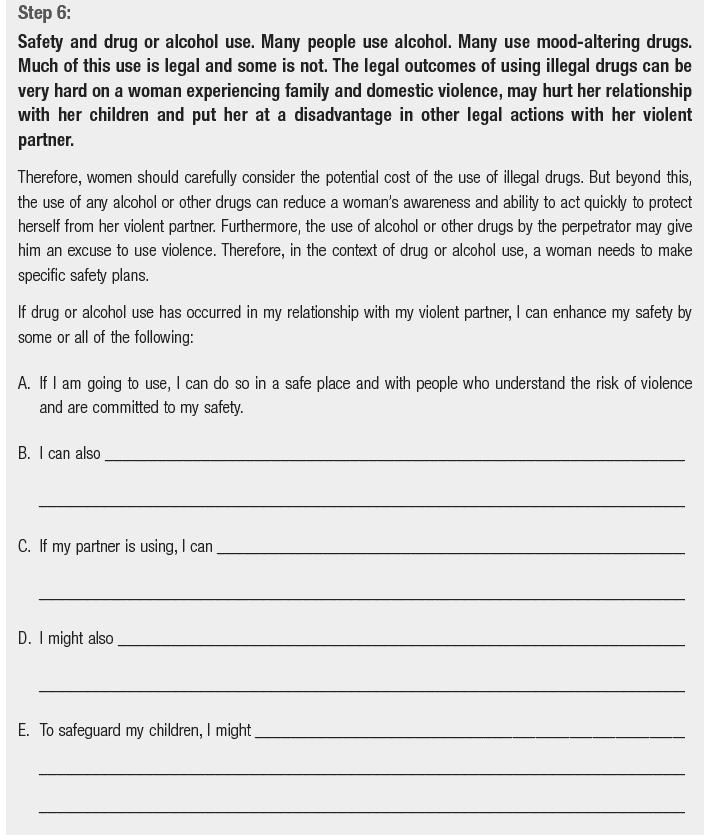 Step 6:
Safety and drug or alcohol use. Many people use alcohol. Many use mood-altering drugs.
Much of this use is legal and some is not. The legal outcomes of using illegal drugs can be
very hard on a woman experiencing family and domestic violence, may hurt her relationship
with her children and put her at a disadvantage in other legal actions with her violent
partner.
Therefore, women should carefully consider the potential cost of the use of illegal drugs. But beyond this,
the use of any alcohol or other drugs can reduce a woman's awareness and ability to act quickly to protect
herself from her violent partner. Furthermore, the use of alcohol or other drugs by the perpetrator may give
him an excuse to use violence. Therefore, in the context of drug or alcohol use, a woman needs to make
specific safety plans.
If drug or alcohol use has occurred in my relationship with my violent partner, I can enhance my safety by
some or all of the following:
A. If I am going to use, I can do so in a safe place and with people who understand the risk of violence
and are committed to my safety.
B. I can also
C. If my partner is using, I can
D. I might also
E. To safeguard my children, I might